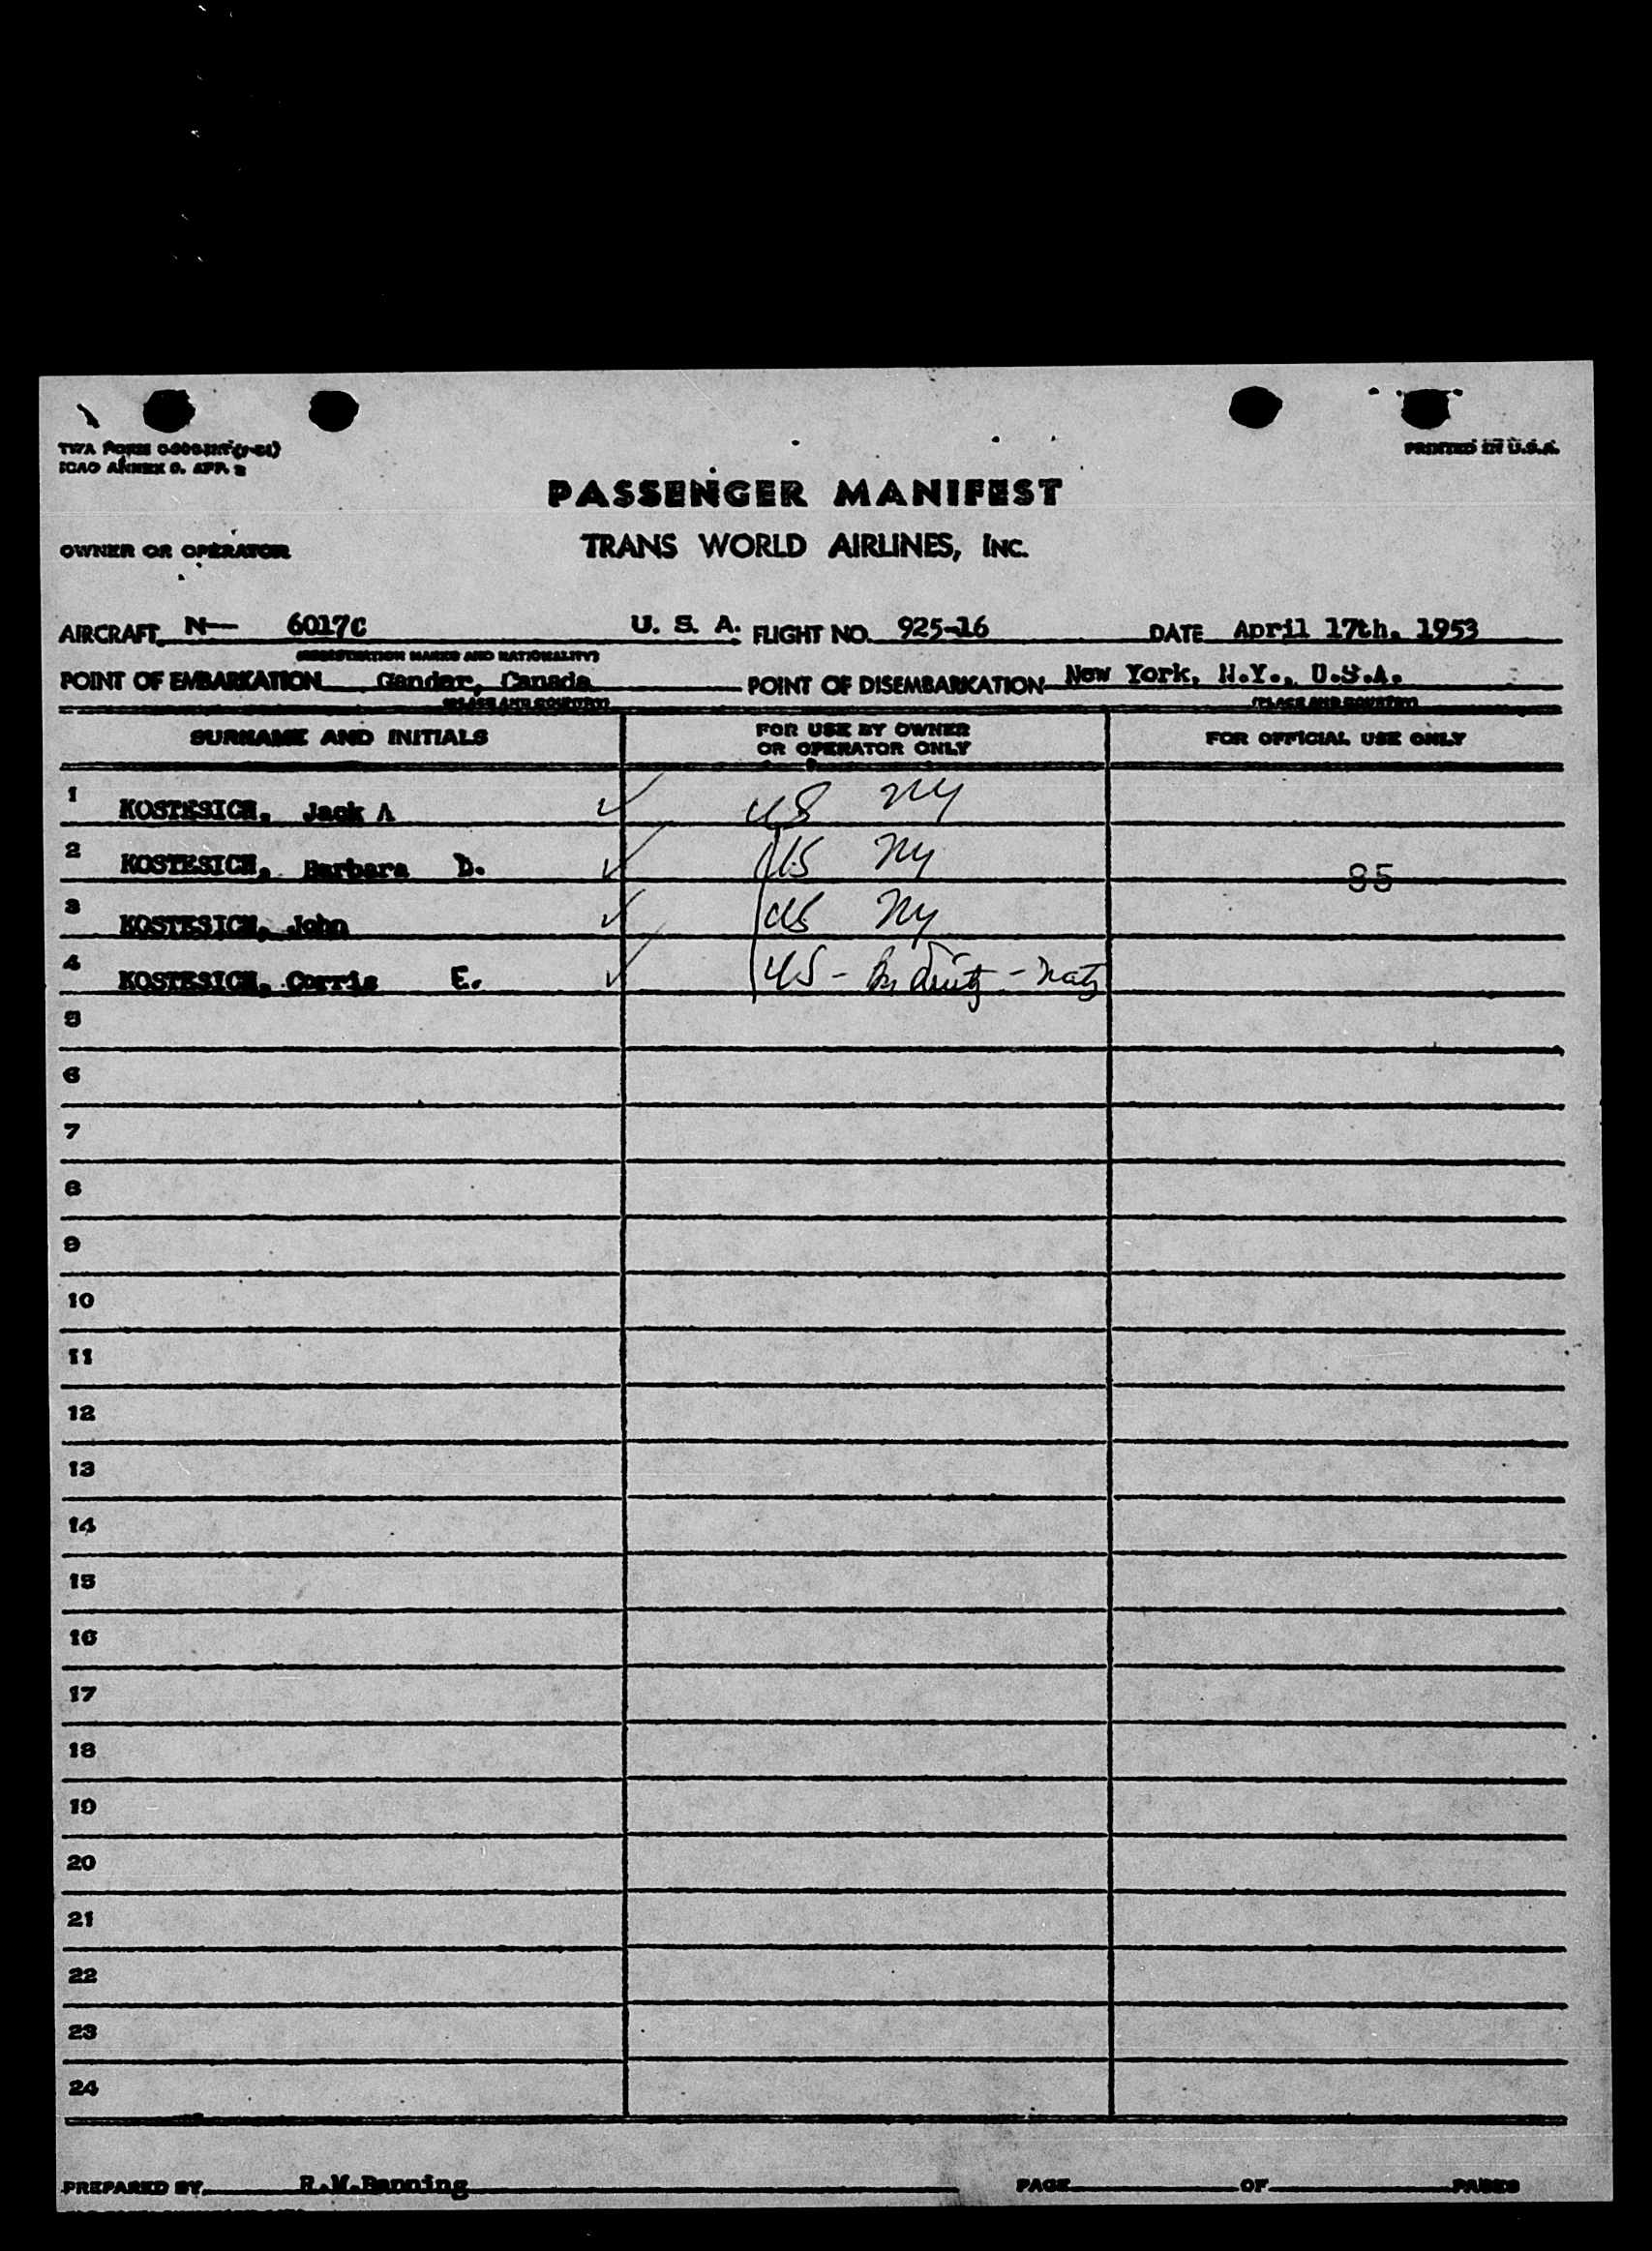 ICAO ANNEX 9, APP. 2
PRINTED IN U.S.A.
PASSENGER MANIFEST
OWNER OR OPERATOR TRANS WORLD AIRLINES, INC.
AIRCRAFT N— 6017C U. S. A. FLIGHT NO. 925-16 DATE April 17th, 1953
(REGISTRATION MARKS AND NATIONALITY)
POINT OF EMBARKATION Gander, Canada POINT OF DISEMBARKATION New York, N.Y., U.S.A.
(PLACE AND COUNTRY) (PLACE AND COUNTRY)
SURNAME AND INITIALS FOR USE BY OWNER OR OPERATOR ONLY FOR OFFICIAL USE ONLY
1 KOSTESICH, Jack A ✓ US NY
2 KOSTESICH, Barbara D. ✓ US NY 85
3 KOSTESICH, John ✓ US NY
4 KOSTESICH, Corris E. ✓ US -
5
6
7
8
9
10
11
12
13
14
15
16
17
18
19
20
21
22
23
24
PREPARED BY R.M.Banning PAGE OF PAGES